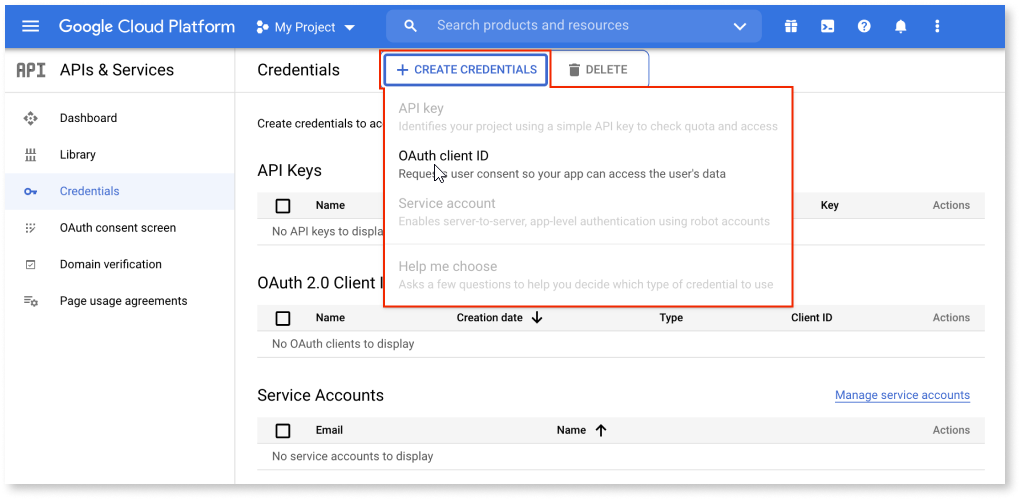 Google Cloud Platform
My Project
Search products and resources
API
APIs & Services
Credentials
+ CREATE CREDENTIALS
DELETE
Dashboard
Library
Credentials
OAuth consent screen
Domain verification
Page usage agreements
Create credentials to ac
API key
Identifies your project using a simple API key to check quota and access
OAuth client ID
user consent so your app can access the user's data
Service account
Enables server-to-server, app-level authentication using robot accounts
Help me choose
Asks a few questions to help you decide which type of credential to use
API Keys
Name
Key
Actions
No API keys to displa
OAuth 2.0 Client I
Name
Creation date
Type
Client ID
Actions
No OAuth clients to display
Service Accounts
Manage service accounts
Email
Name
Actions
No service accounts to display